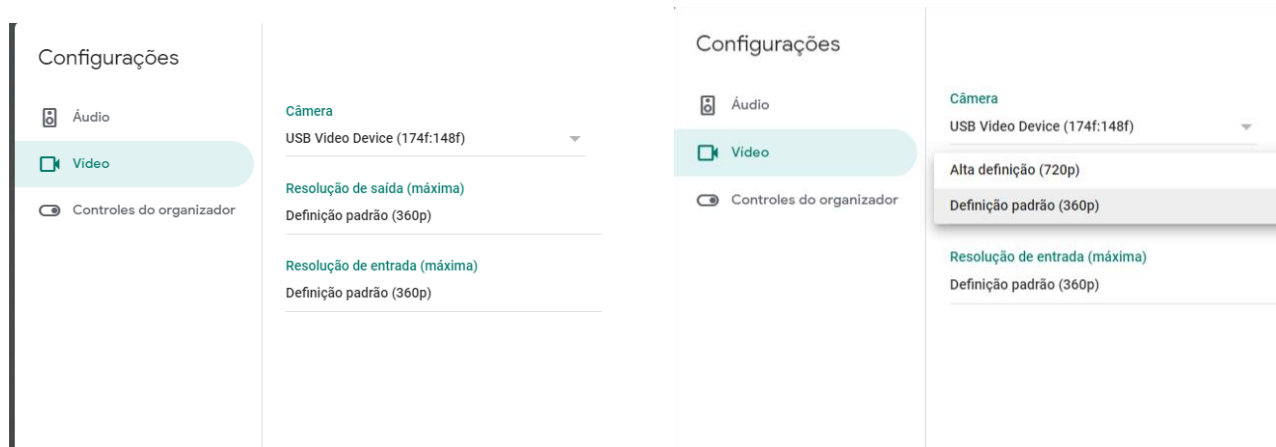 Configurações
Áudio
Vídeo
Controles do organizador
Câmera
USB Video Device (174f:148f)
Resolução de saída (máxima)
Definição padrão (360p)
Resolução de entrada (máxima)
Definição padrão (360p)
Configurações
Áudio
Vídeo
Controles do organizador
Câmera
USB Video Device (174f:148f)
Alta definição (720p)
Definição padrão (360p)
Resolução de entrada (máxima)
Definição padrão (360p)